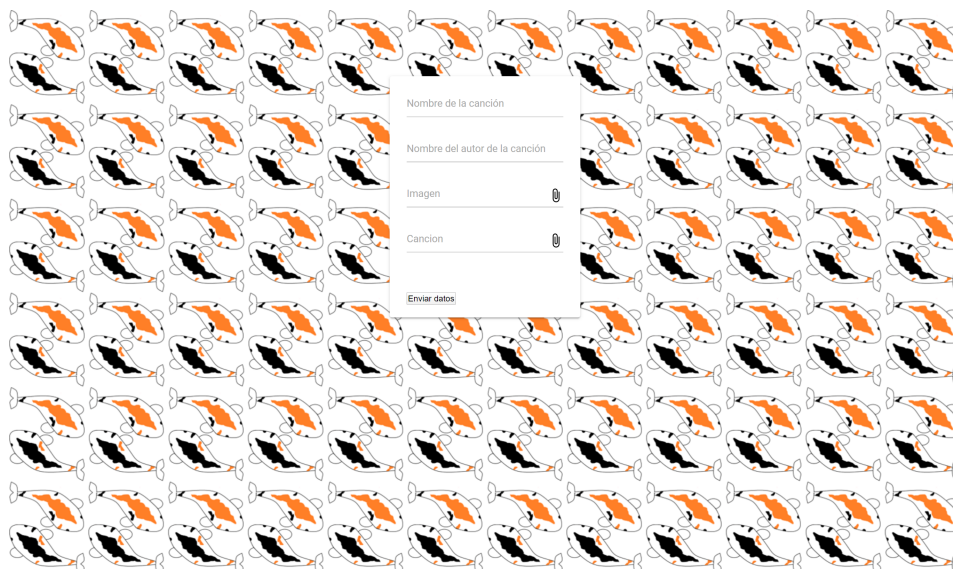 Nombre de la canción
Nombre del autor de la canción
Imagen
Cancion
Enviar datos